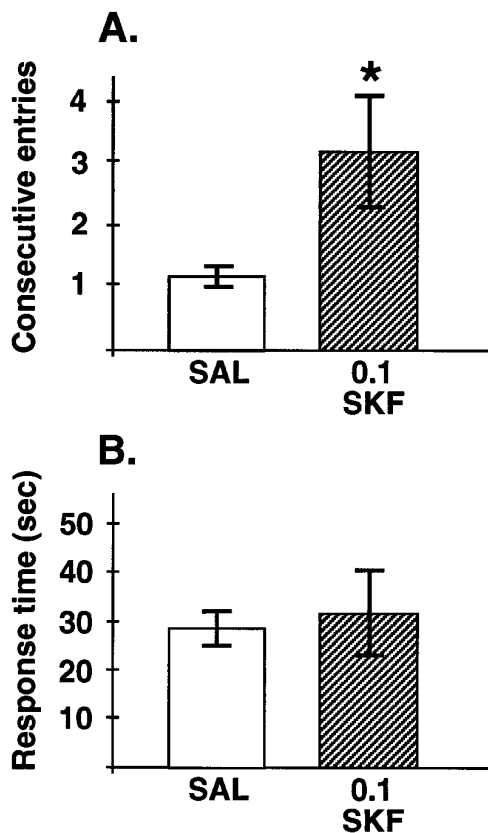 A.
Consecutive entries
4
3
2
1
*
SAL
0.1
SKF
B.
Response time (sec)
50
40
30
20
10
SAL
0.1
SKF